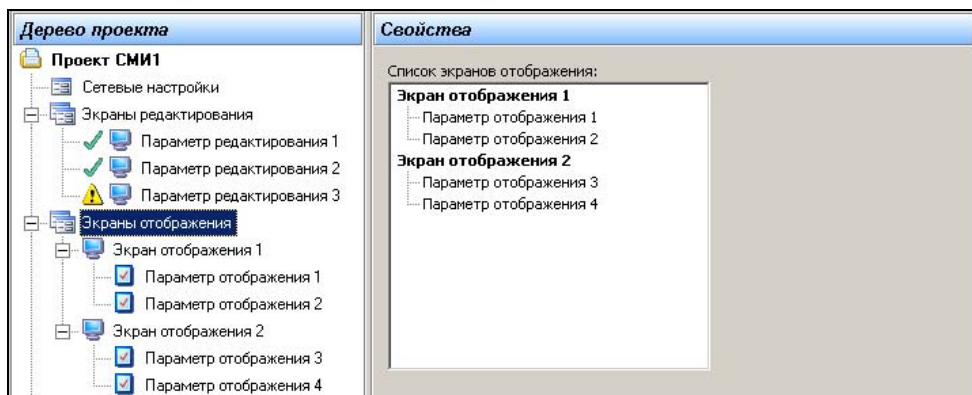 Дерево проекта
Проект СМИ1
Сетевые настройки
Экраны редактирования
Параметр редактирования 1
Параметр редактирования 2
Параметр редактирования 3
Экраны отображения
Экран отображения 1
Параметр отображения 1
Параметр отображения 2
Экран отображения 2
Параметр отображения 3
Параметр отображения 4
Свойства
Список экранов отображения:
Экран отображения 1
Параметр отображения 1
Параметр отображения 2
Экран отображения 2
Параметр отображения 3
Параметр отображения 4